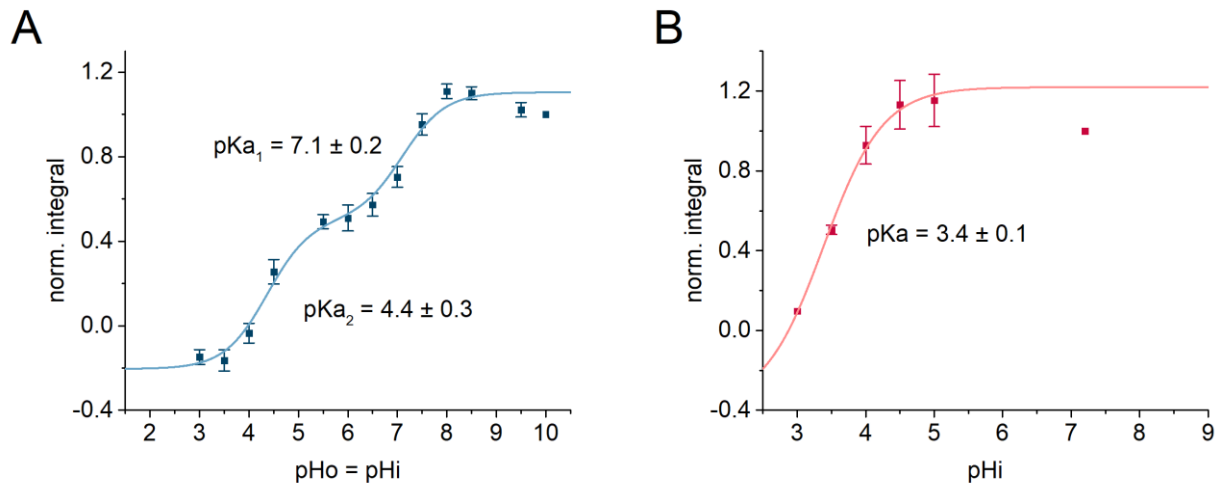 A
norm. integral
1.2
0.8
0.4
0.0
-0.4
pKa1 = 7.1 ± 0.2
pKa2 = 4.4 ± 0.3
2 3 4 5 6 7 8 9 10
pHo = pHi
B
norm. integral
1.2
0.8
0.4
0.0
-0.4
pKa = 3.4 ± 0.1
3 4 5 6 7 8 9
pHi